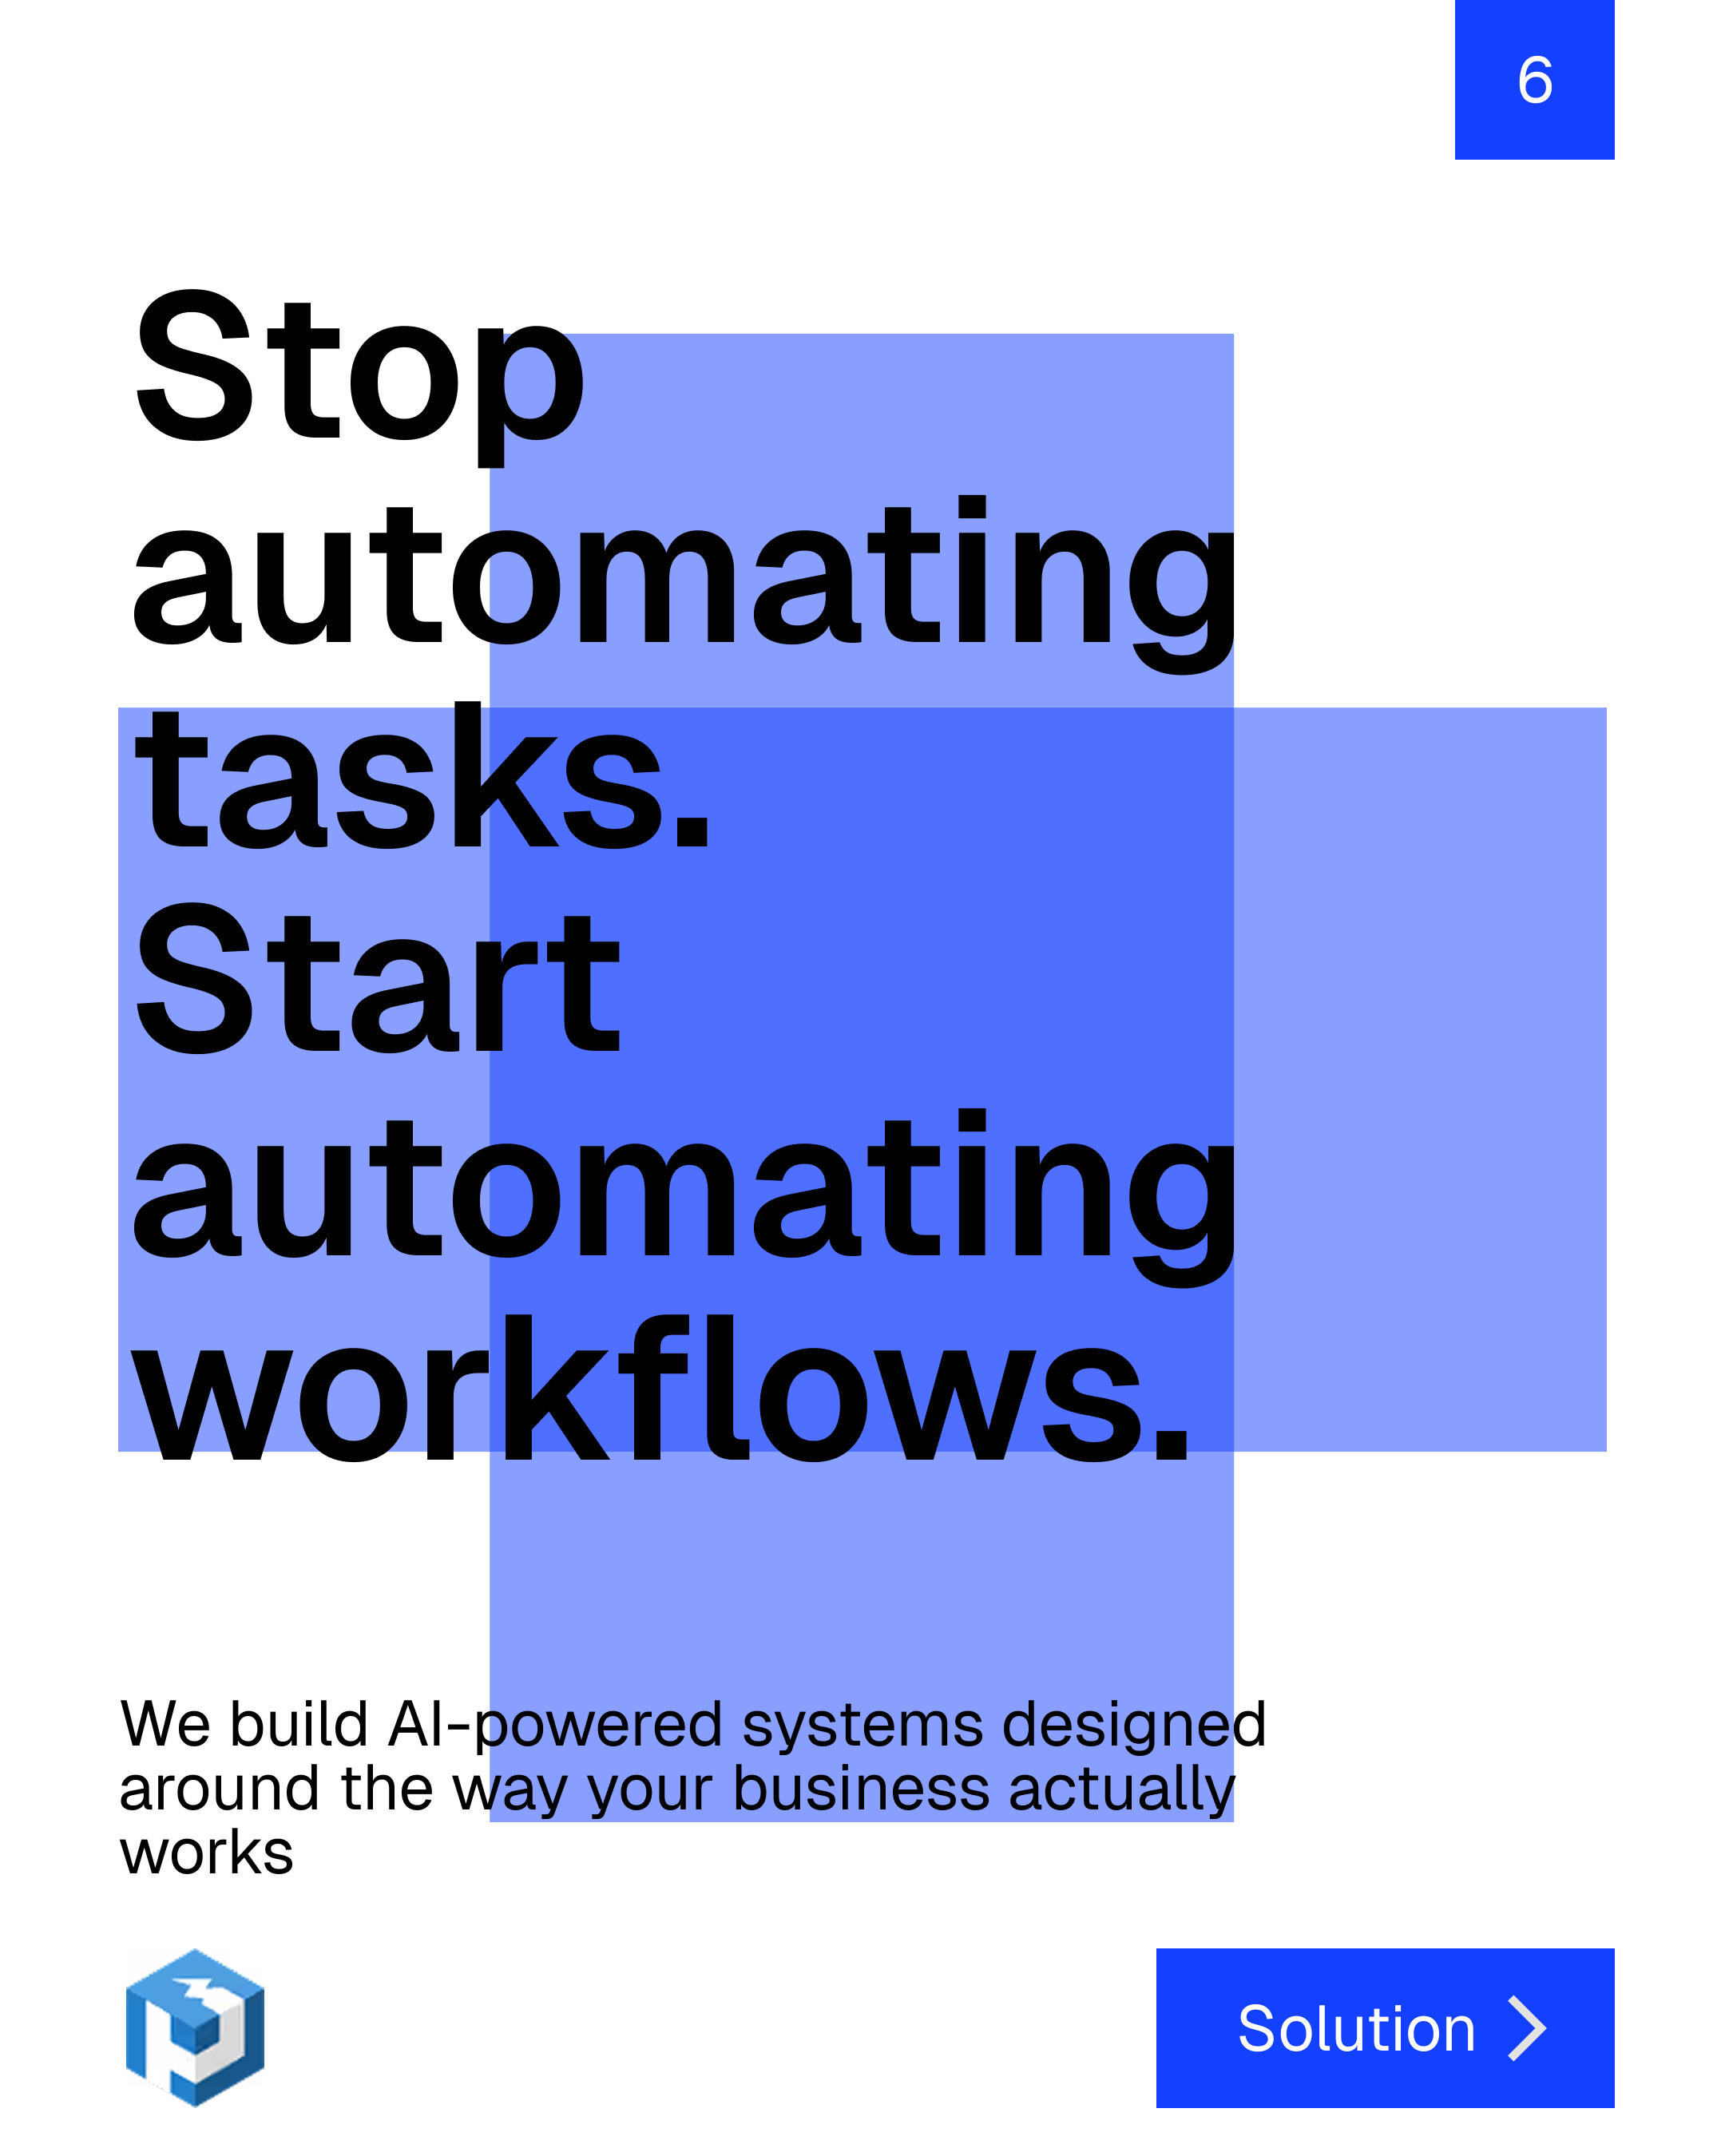 6
Stop
automating
tasks.
Start
automating
workflows.
We build AI-powered systems designed
around the way your business actually
works
Solution